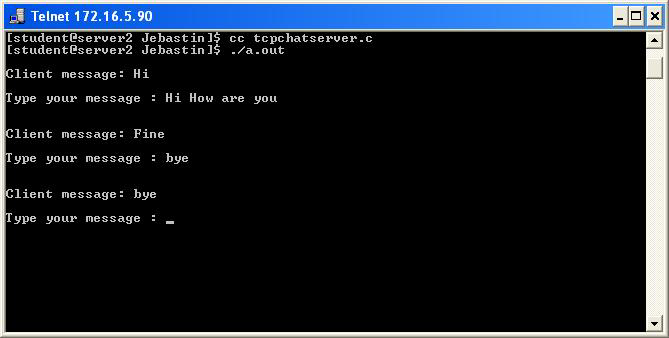 Telnet 172.16.5.90
[student@server2 Jebastin]$ cc tcpchatserver.c
[student@server2 Jebastin]$ ./a.out
Client message: Hi
Type your message : Hi How are you
Client message: Fine
Type your message : bye
Client message: bye
Type your message : _